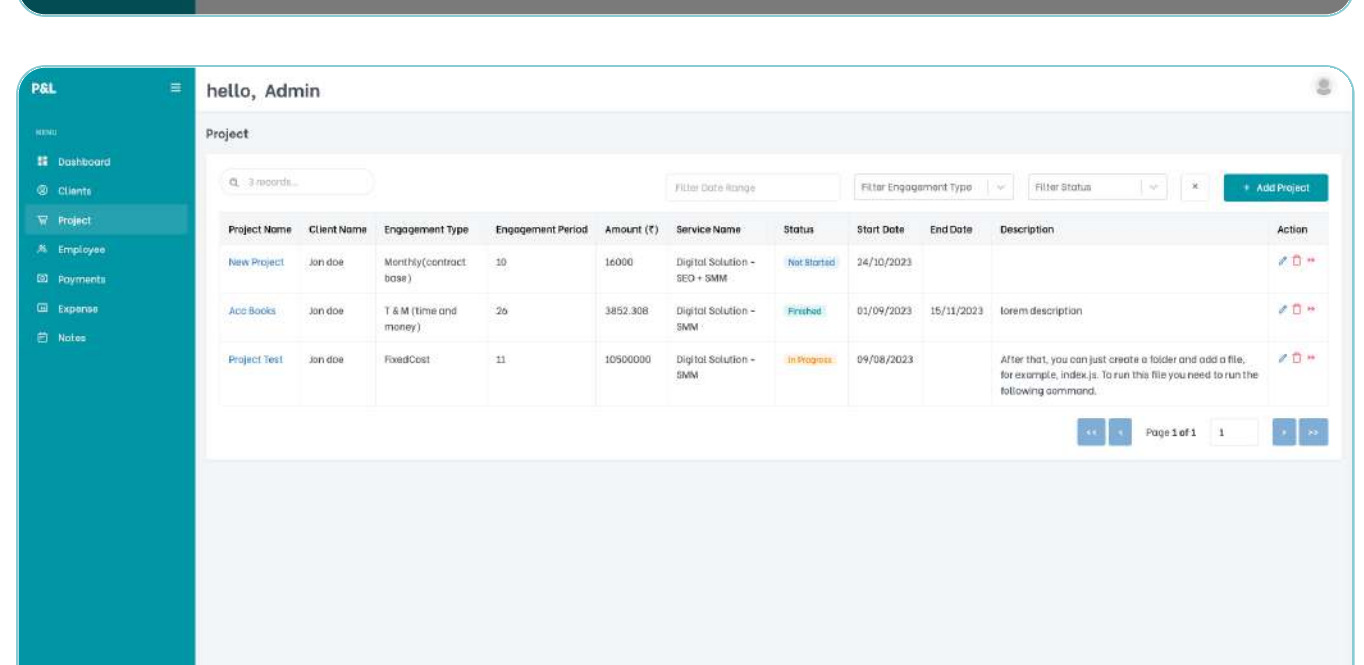 P&L
hello, Admin
MENU
Project
Dashboard
Clients
Project
Employee
Payments
Expense
Notes
3 records...
Filter Date Range
Filter Engagement Type
Filter Status
×
+ Add Project
Project Name Client Name Engagement Type Engagement Period Amount (₹) Service Name Status Start Date End Date Description Action
New Project Jon doe Monthly(contract 10 16000 Digital Solution - Not Started 24/10/2023
base) SEO + SMM
Acc Books Jon doe T & M (time and 26 3852.308 Digital Solution - Finished 01/09/2023 15/11/2023 lorem description
money) SMM
Project Test Jon doe FixedCost 11 10500000 Digital Solution - In Progress 09/08/2023 After that, you can just create a folder and add a file,
SMM for example, index.js. To run this file you need to run the
following command.
<< < Page 1 of 1 1 > >>